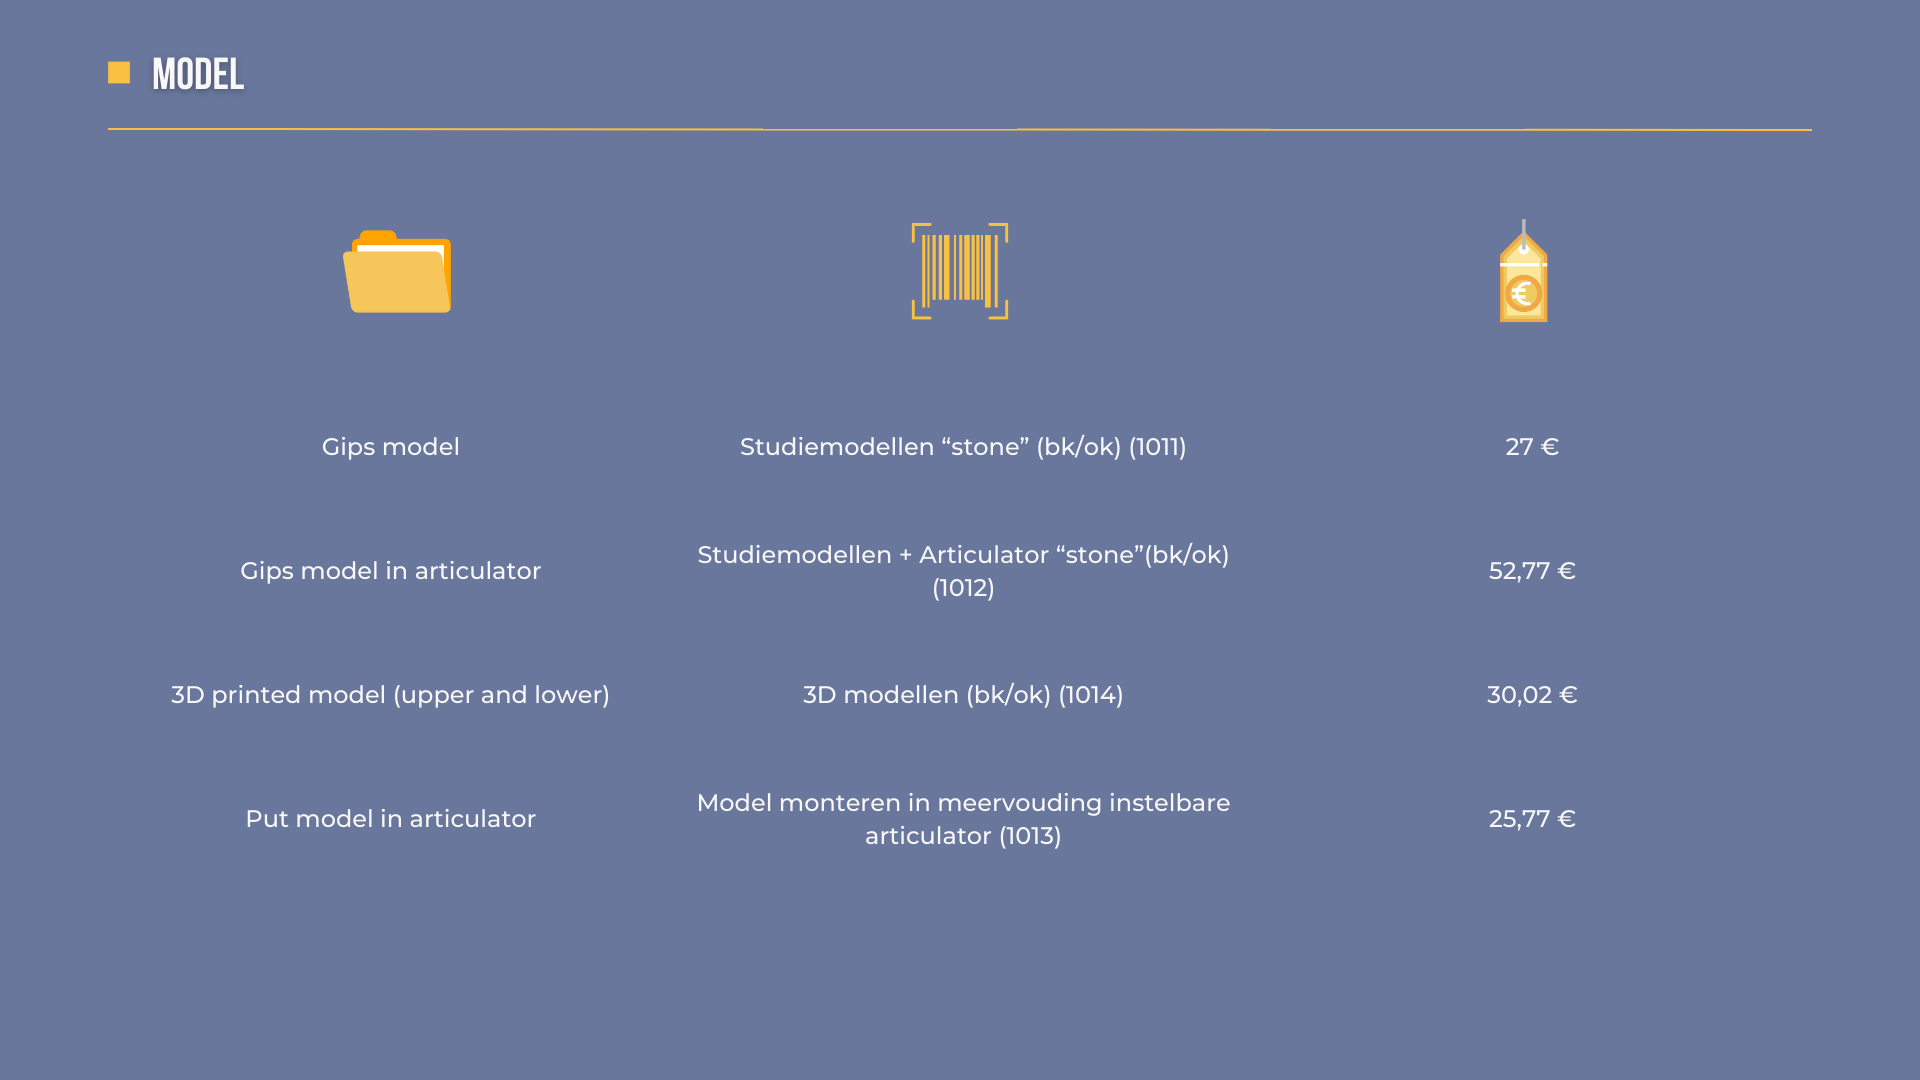 MODEL
€
Gips model
Studiemodellen “stone” (bk/ok) (1011)
27 €
Gips model in articulator
Studiemodellen + Articulator “stone”(bk/ok)
(1012)
52,77 €
3D printed model (upper and lower)
3D modellen (bk/ok) (1014)
30,02 €
Put model in articulator
Model monteren in meervouding instelbare
articulator (1013)
25,77 €